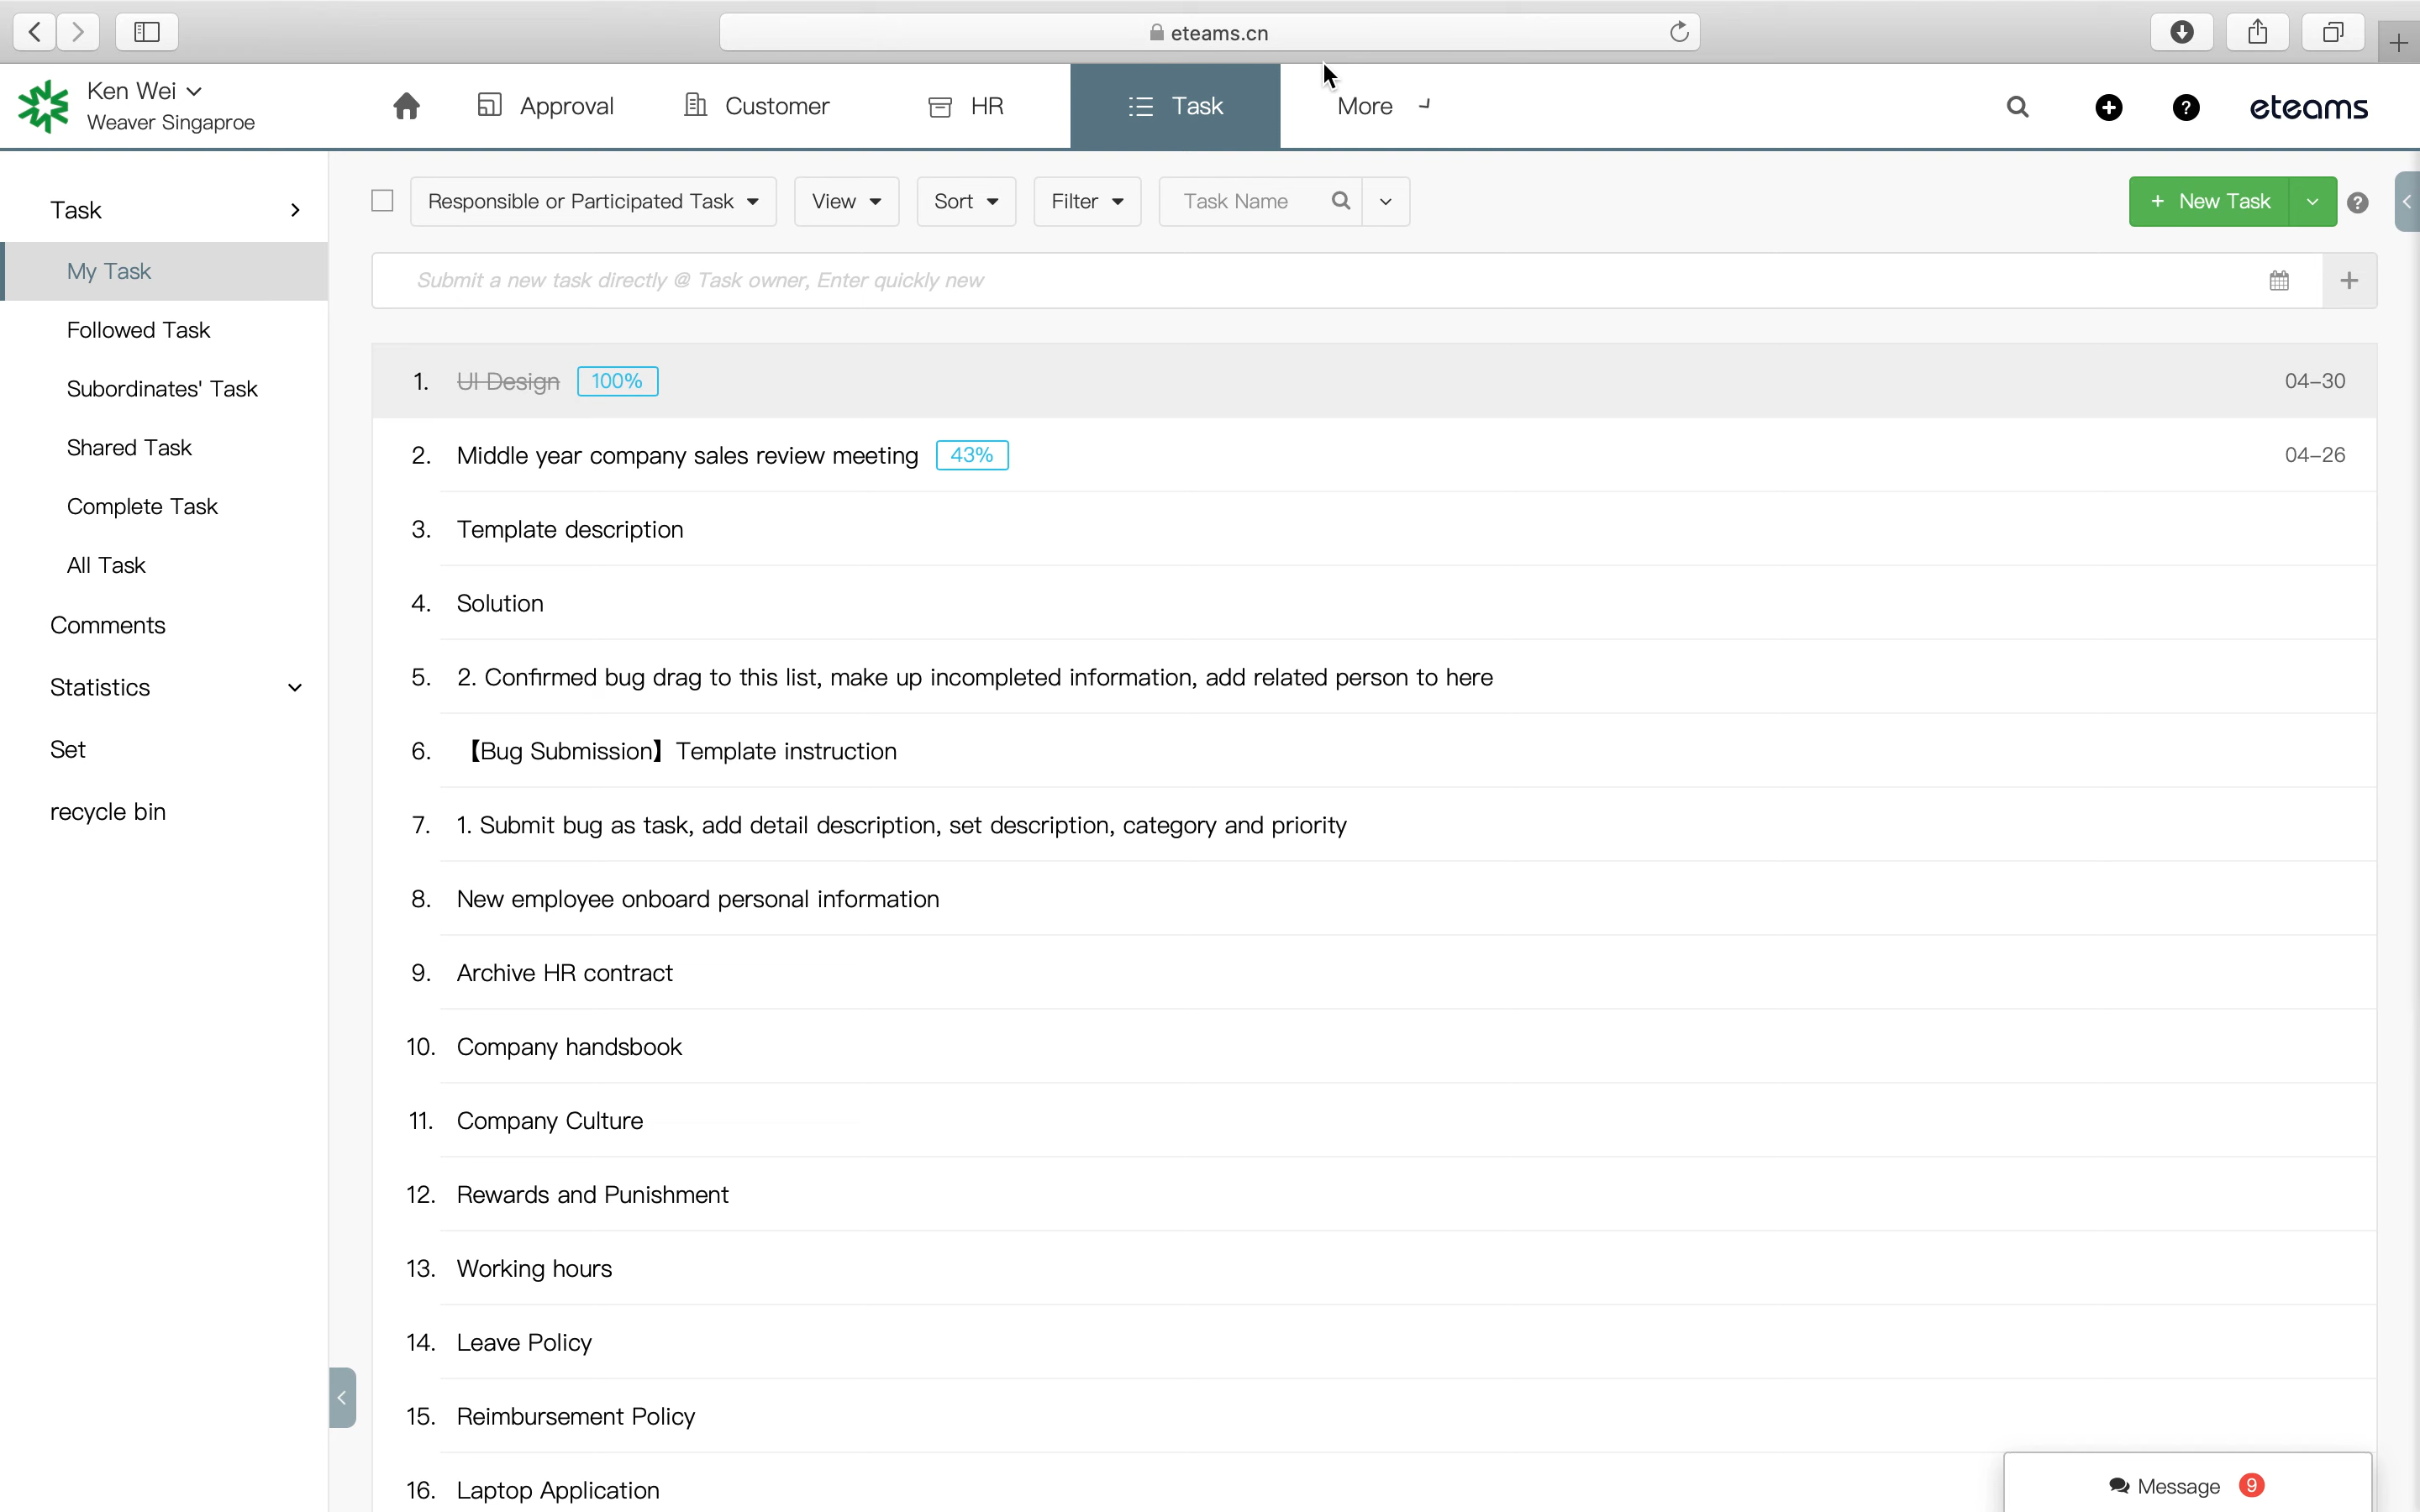 eteams.cn
Ken Wei
Weaver Singaproe
Approval
Customer
HR
Task
More
eteams
Task
My Task
Followed Task
Subordinates' Task
Shared Task
Complete Task
All Task
Comments
Statistics
Set
recycle bin
Responsible or Participated Task
View
Sort
Filter
Task Name
+ New Task
Submit a new task directly @ Task owner, Enter quickly new
1. UI Design 100% 04-30
2. Middle year company sales review meeting 43% 04-26
3. Template description
4. Solution
5. 2. Confirmed bug drag to this list, make up incompleted information, add related person to here
6. 【Bug Submission】Template instruction
7. 1. Submit bug as task, add detail description, set description, category and priority
8. New employee onboard personal information
9. Archive HR contract
10. Company handsbook
11. Company Culture
12. Rewards and Punishment
13. Working hours
14. Leave Policy
15. Reimbursement Policy
16. Laptop Application
Message 9